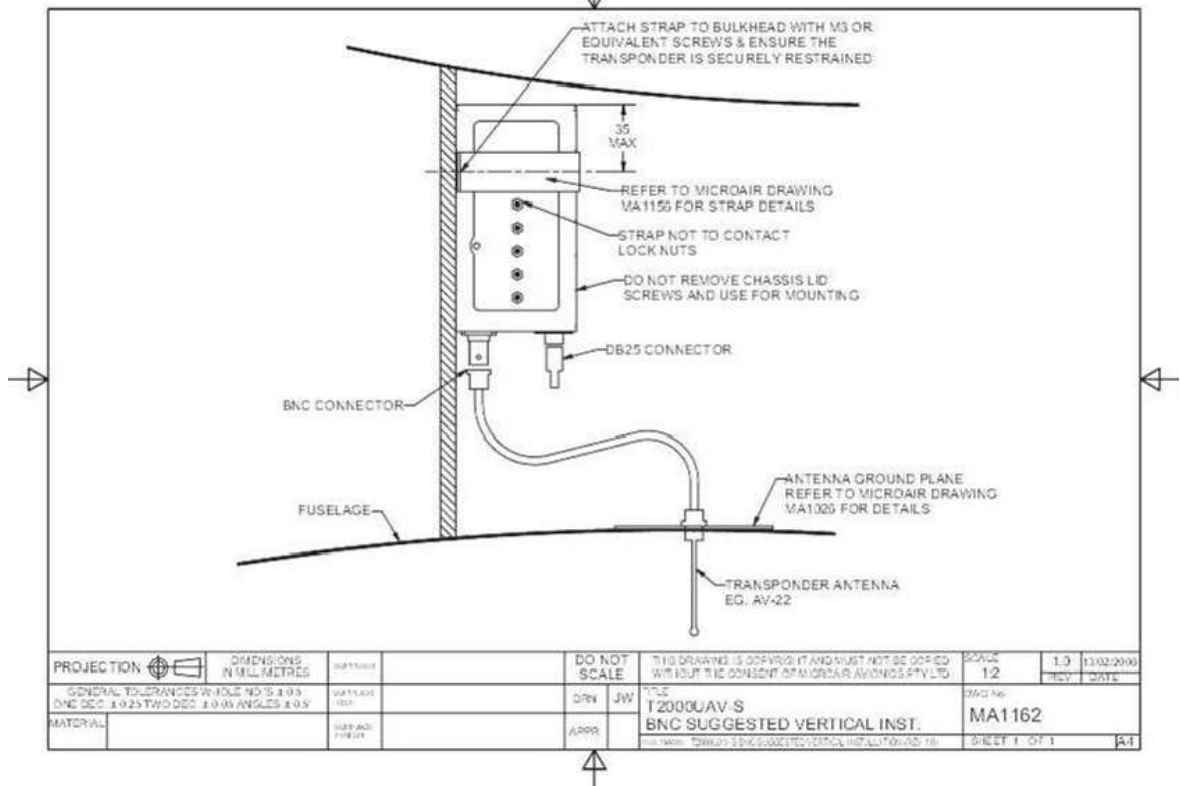 ATTACH STRAP TO BULKHEAD WITH M3 OR
EQUIVALENT SCREWS & ENSURE THE
TRANSPONDER IS SECURELY RESTRAINED
35
MAX
REFER TO MICROAIR DRAWING
MA1156 FOR STRAP DETAILS
STRAP NOT TO CONTACT
LOCK NUTS
DO NOT REMOVE CHASSIS LID
SCREWS AND USE FOR MOUNTING
DB25 CONNECTOR
BNC CONNECTOR
ANTENNA GROUND PLANE
REFER TO MICROAIR DRAWING
MA1026 FOR DETAILS
FUSELAGE
TRANSPONDER ANTENNA
EG. AV-22
PROJECTION
DIMENSIONS
IN MILLIMETRES
DO NOT
SCALE
THIS DRAWING IS COPYRIGHT AND MUST NOT BE COPIED
WITHOUT THE CONSENT OF MICROAIR AVIONICS PTY LTD
SCALE
1:2
1.0
REV
DATE
GENERAL TOLERANCES WHOLE NO'S ± 0.5
ONE DEC. ± 0.25 TWO DEC. ± 0.05 ANGLES ± 0.5°
DRN
JW
TITLE
T2000UAV-S
BNC SUGGESTED VERTICAL INST.
DWG No
MA1162
MATERIAL
APPR
SHEET 1 OF 1
A4